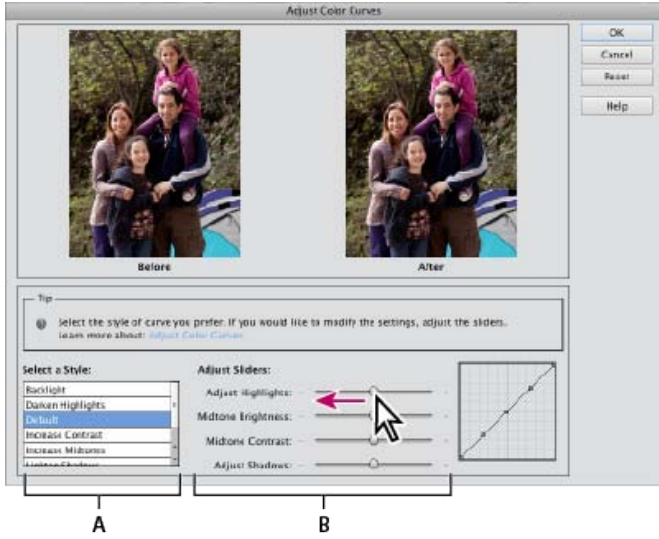 Adjust Color Curves
OK
Cancel
Reset
Help
Before
After
Tip
Select the style of curve you prefer. If you would like to modify the settings, adjust the sliders.
Learn more about: Adjust Color Curves
Select a Style:
Backlight
Darken Highlights
Default
Increase Contrast
Increase Midtones
Lighten Shadows
Adjust Sliders:
Adjust Highlights:
Midtone Brightness:
Midtone Contrast:
Adjust Shadows:
A
B